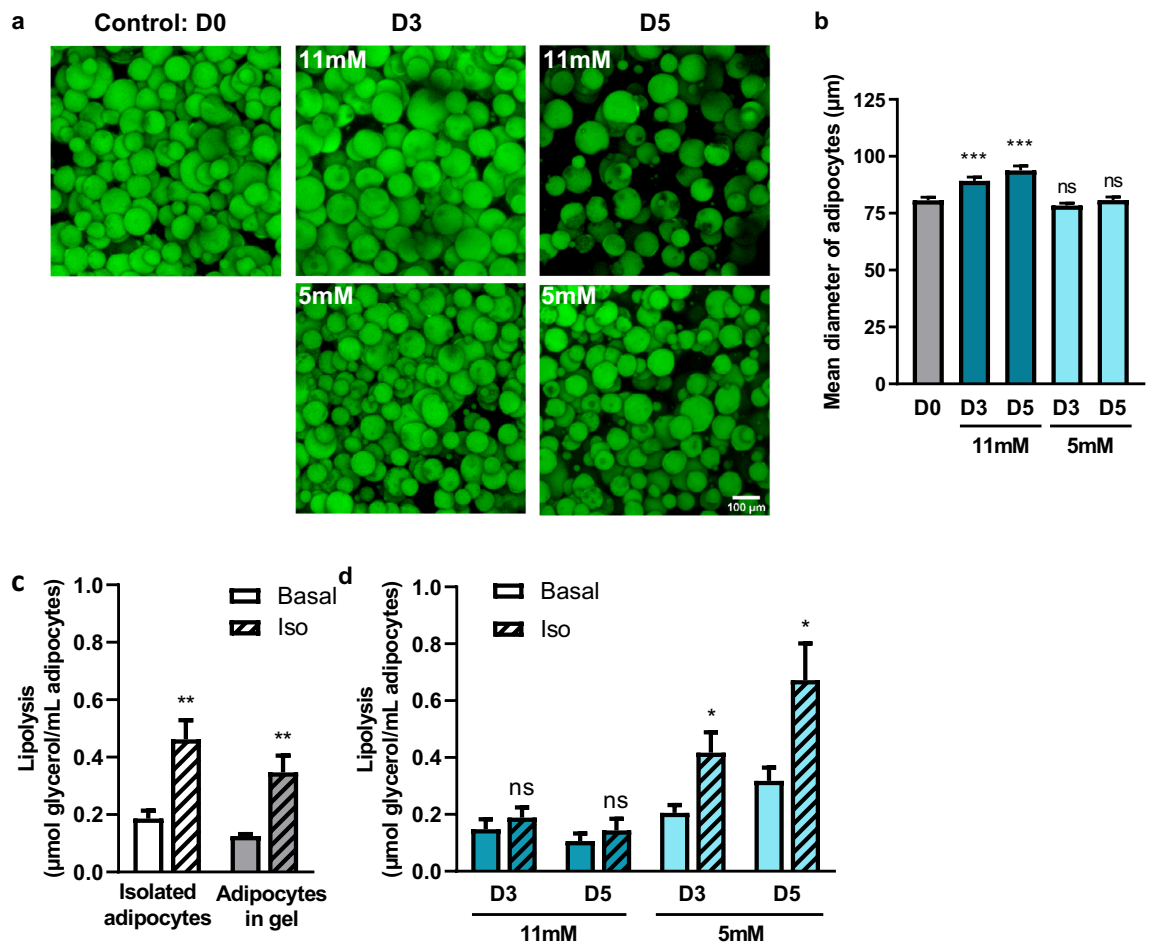 a
Control: D0
D3
D5
11mM
11mM
5mM
5mM
100 µm
b
Mean diameter of adipocytes (µm)
125
100
75
50
25
0
***
***
ns
ns
D0
D3
D5
D3
D5
11mM
5mM
c
Lipolysis
(µmol glycerol/mL adipocytes)
1.0
0.8
0.6
0.4
0.2
0.0
Basal
Iso
**
**
Isolated
adipocytes
Adipocytes
in gel
d
Lipolysis
(µmol glycerol/mL adipocytes)
1.0
0.8
0.6
0.4
0.2
0.0
Basal
Iso
ns
ns
*
*
D3
D5
D3
D5
11mM
5mM